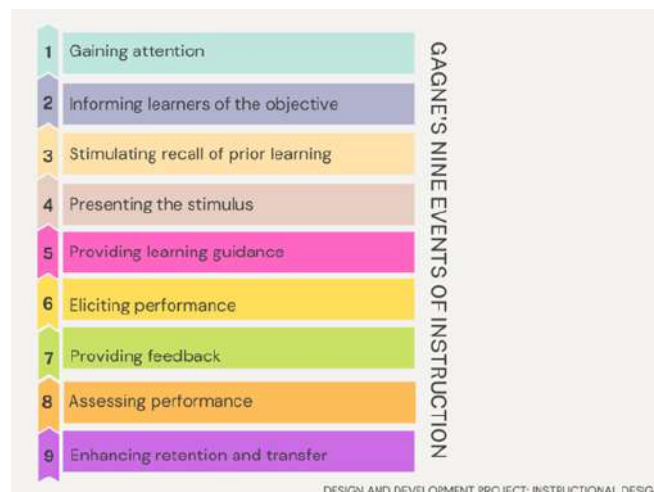 1 Gaining attention
2 Informing learners of the objective
3 Stimulating recall of prior learning
4 Presenting the stimulus
5 Providing learning guidance
6 Eliciting performance
7 Providing feedback
8 Assessing performance
9 Enhancing retention and transfer
GAGNE'S NINE EVENTS OF INSTRUCTION
DESIGN AND DEVELOPMENT PROJECT: INSTRUCTIONAL